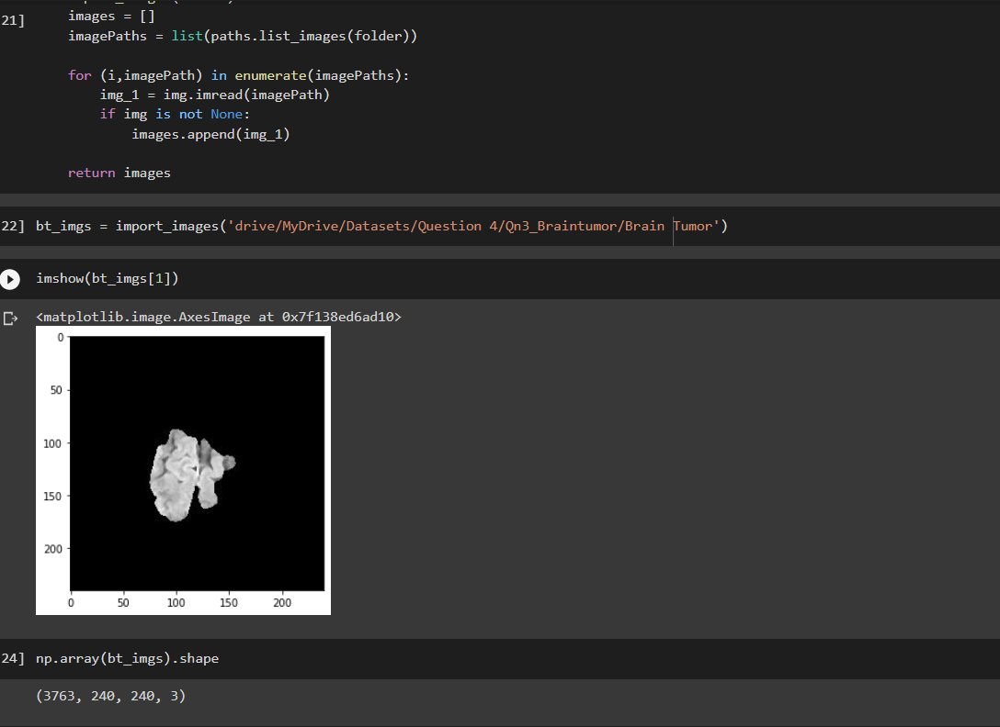 21]
images = []
imagePaths = list(paths.list_images(folder))
for (i,imagePath) in enumerate(imagePaths):
img_1 = img.imread(imagePath)
if img is not None:
images.append(img_1)
return images
22] bt_imgs = import_images('drive/MyDrive/Datasets/Question 4/Qn3_Braintumor/Brain Tumor')
imshow(bt_imgs[1])
<matplotlib.image.AxesImage at 0x7f138ed6ad10>
0
50
100
150
200
0 50 100 150 200
24] np.array(bt_imgs).shape
(3763, 240, 240, 3)